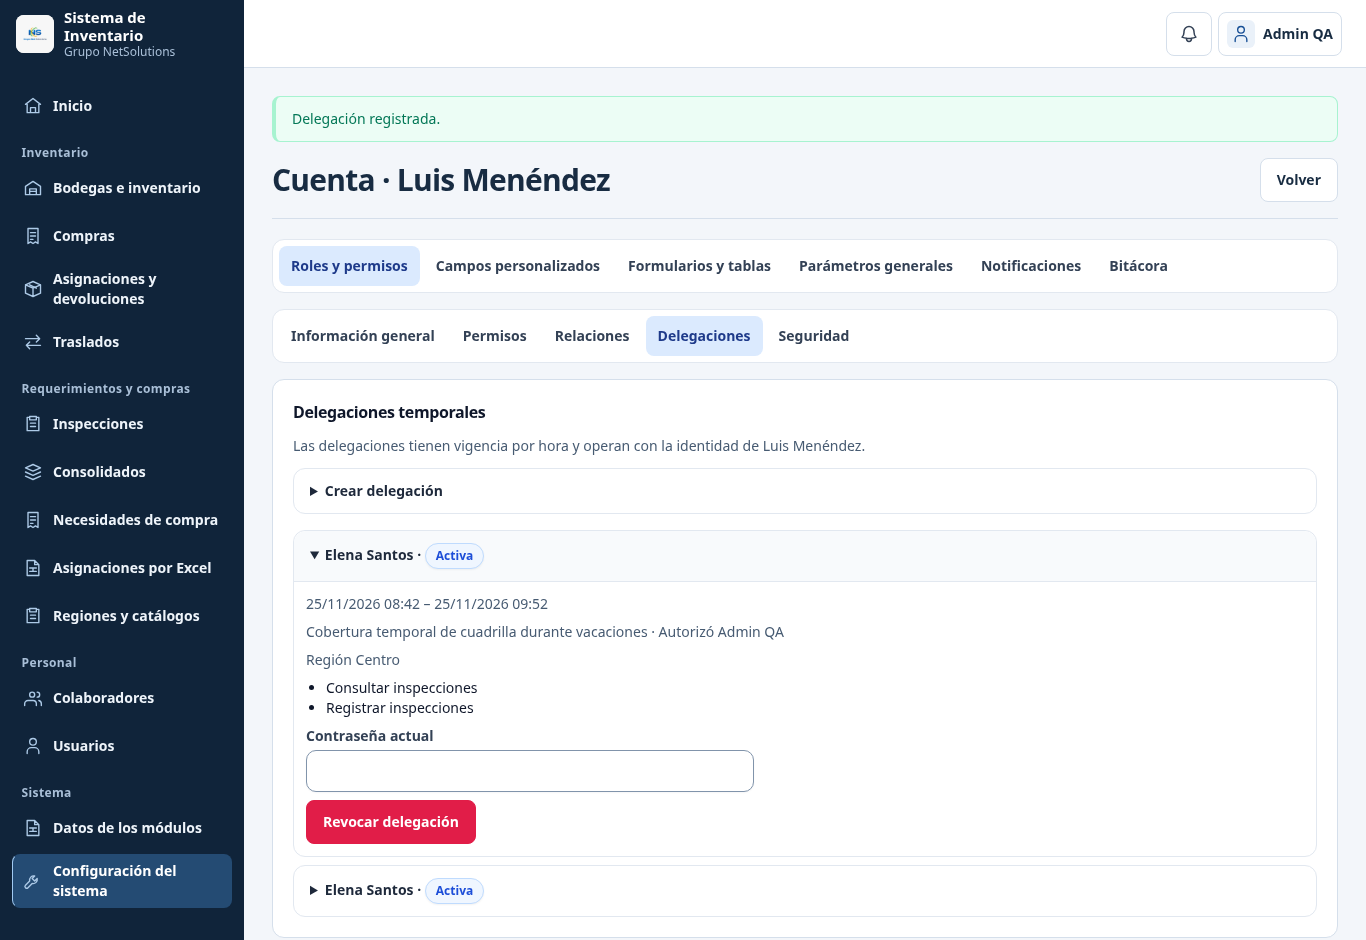 Sistema de
Inventario
Grupo NetSolutions
Inicio
Inventario
Bodegas e inventario
Compras
Asignaciones y
devoluciones
Traslados
Requerimientos y compras
Inspecciones
Consolidados
Necesidades de compra
Asignaciones por Excel
Regiones y catálogos
Personal
Colaboradores
Usuarios
Sistema
Datos de los módulos
Configuración del
sistema
Admin QA
Delegación registrada.
Cuenta · Luis Menéndez
Volver
Roles y permisos Campos personalizados Formularios y tablas Parámetros generales Notificaciones Bitácora
Información general Permisos Relaciones Delegaciones Seguridad
Delegaciones temporales
Las delegaciones tienen vigencia por hora y operan con la identidad de Luis Menéndez.
Crear delegación
Elena Santos · Activa
25/11/2026 08:42 – 25/11/2026 09:52
Cobertura temporal de cuadrilla durante vacaciones · Autorizó Admin QA
Región Centro
Consultar inspecciones
Registrar inspecciones
Contraseña actual
Revocar delegación
Elena Santos · Activa